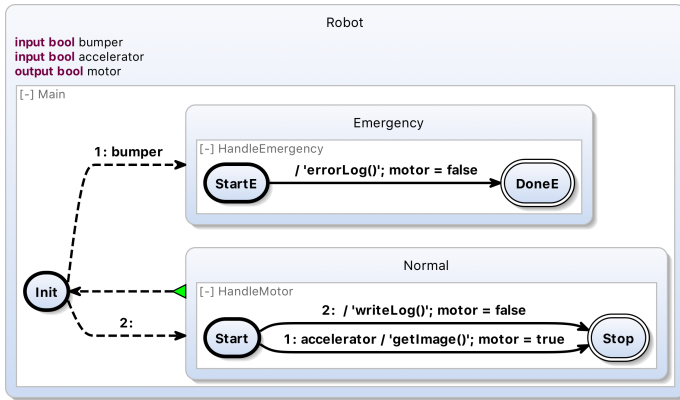 Robot
input bool bumper
input bool accelerator
output bool motor
[-] Main
Emergency
[-] HandleEmergency
1: bumper
/ 'errorLog()'; motor = false
StartE
DoneE
Normal
[-] HandleMotor
Init
2:
2:  / 'writeLog()'; motor = false
Start
1: accelerator / 'getImage()'; motor = true
Stop